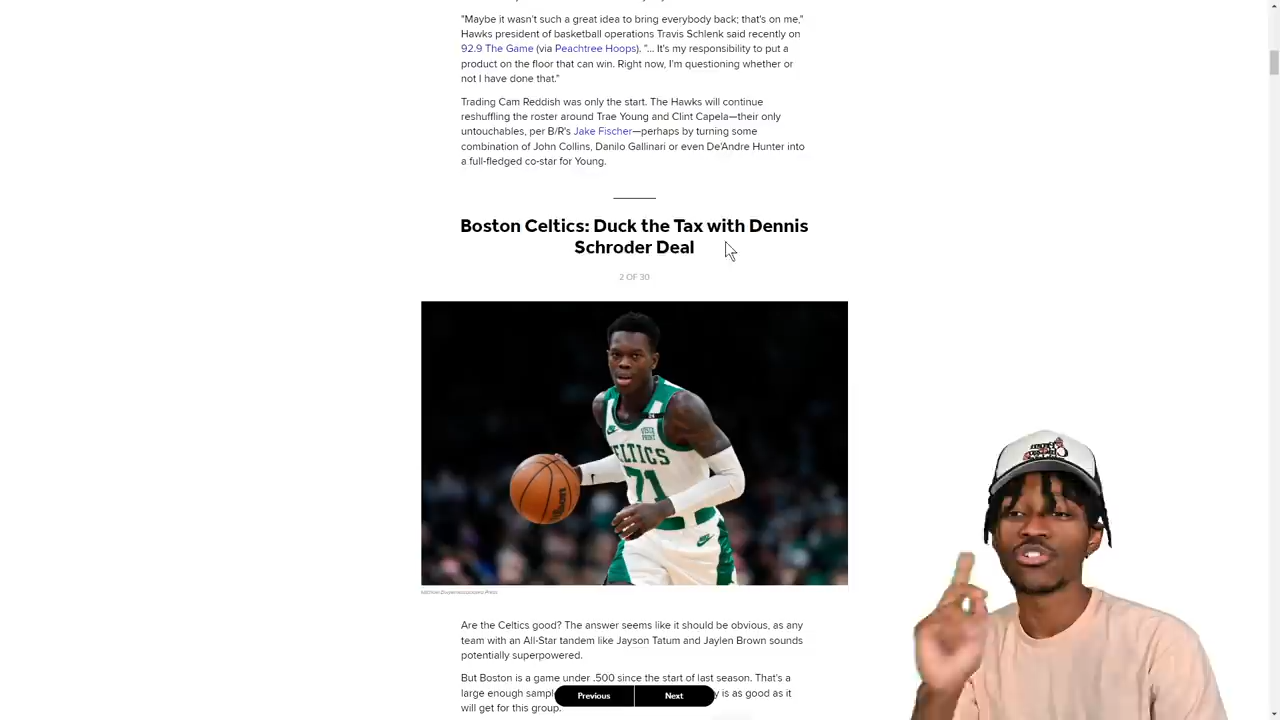 "Maybe it wasn't such a great idea to bring everybody back; that's on me,"
Hawks president of basketball operations Travis Schlenk said recently on
92.9 The Game (via Peachtree Hoops). "... It's my responsibility to put a
product on the floor that can win. Right now, I'm questioning whether or
not I have done that."
Trading Cam Reddish was only the start. The Hawks will continue
reshuffling the roster around Trae Young and Clint Capela—their only
untouchables, per B/R's Jake Fischer—perhaps by turning some
combination of John Collins, Danilo Gallinari or even De'Andre Hunter into
a full-fledged co-star for Young.
Boston Celtics: Duck the Tax with Dennis
Schroder Deal
2 OF 30
CELTICS
71
Are the Celtics good? The answer seems like it should be obvious, as any
team with an All-Star tandem like Jayson Tatum and Jaylen Brown sounds
potentially superpowered.
But Boston is a game under .500 since the start of last season. That's a
large enough sampl
y is as good as it
will get for this group.
Previous
Next